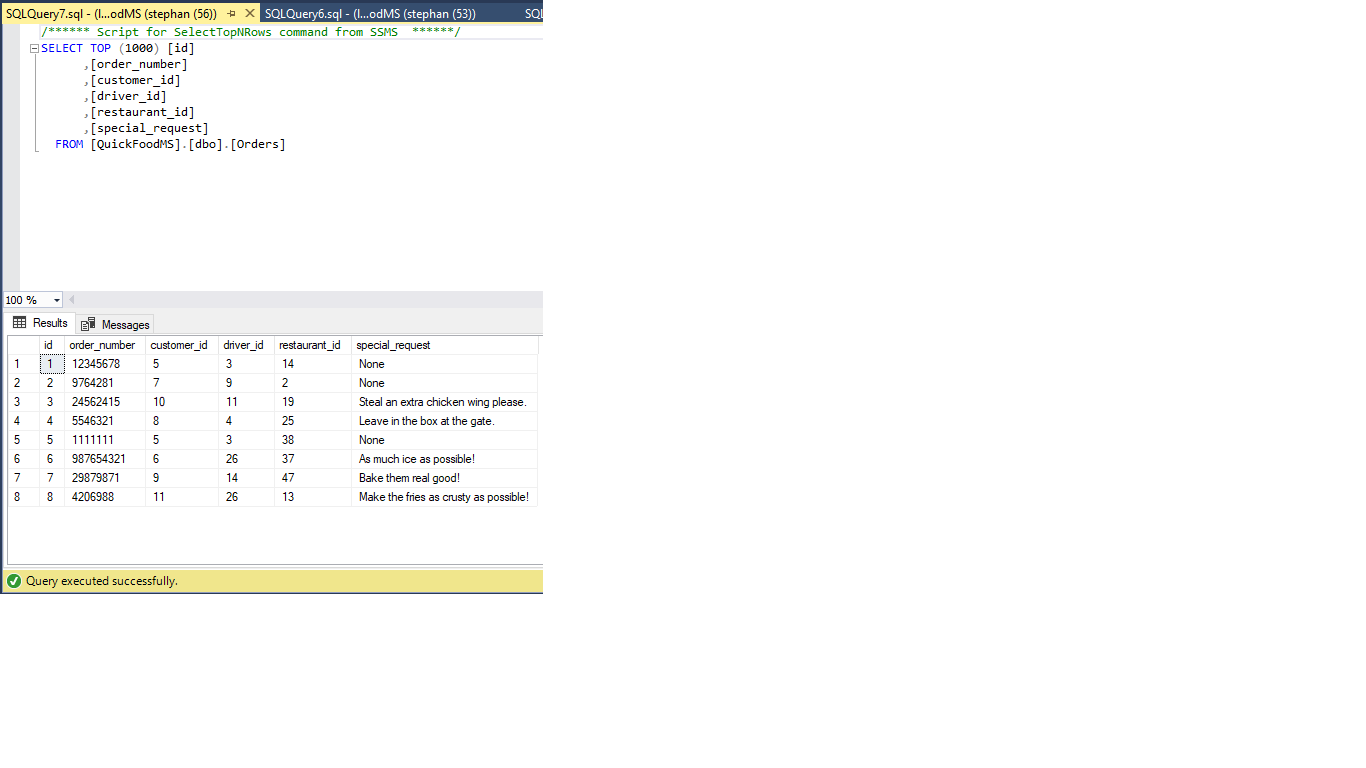 SQLQuery7.sql - (l...odMS (stephan (56)) SQLQuery6.sql - (l...odMS (stephan (53)) SQL
/****** Script for SelectTopNRows command from SSMS  ******/
SELECT TOP (1000) [id]
,[order_number]
,[customer_id]
,[driver_id]
,[restaurant_id]
,[special_request]
FROM [QuickFoodMS].[dbo].[Orders]
100 %
Results Messages
id order_number customer_id driver_id restaurant_id special_request
1 1 12345678 5 3 14 None
2 2 9764281 7 9 2 None
3 3 24562415 10 11 19 Steal an extra chicken wing please.
4 4 5546321 8 4 25 Leave in the box at the gate.
5 5 1111111 5 3 38 None
6 6 987654321 6 26 37 As much ice as possible!
7 7 29879871 9 14 47 Bake them real good!
8 8 4206988 11 26 13 Make the fries as crusty as possible!
Query executed successfully.